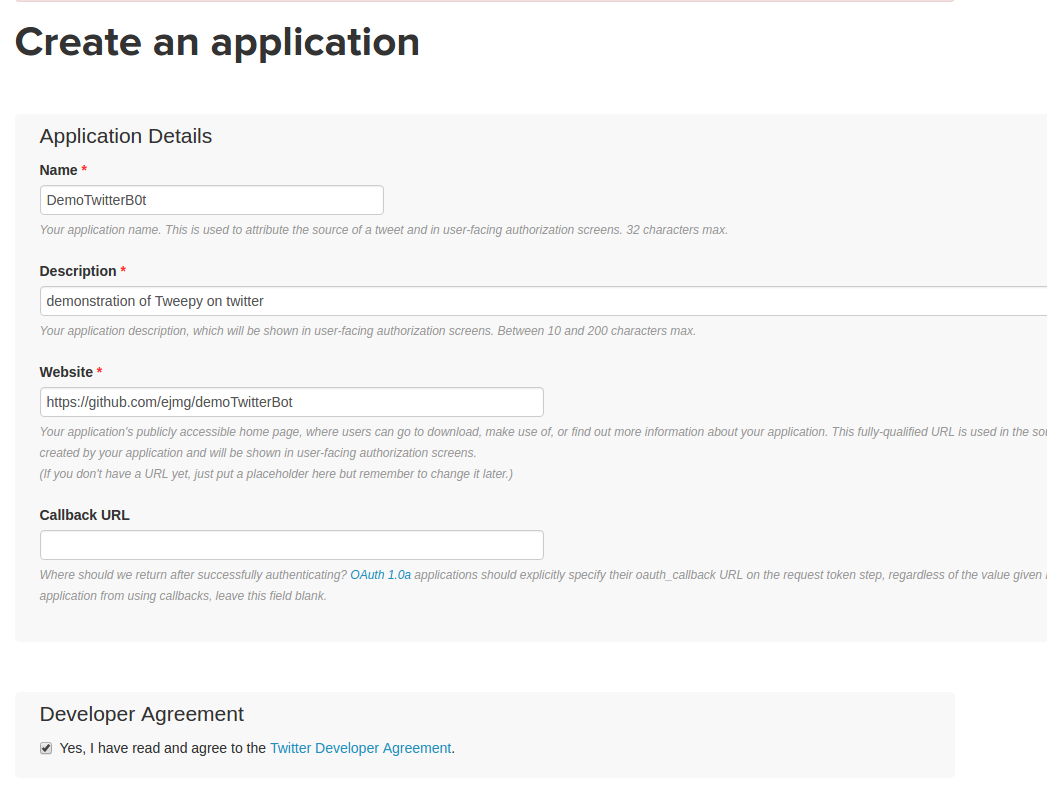 Create an application
Application Details
Name *
DemoTwitterB0t
Your application name. This is used to attribute the source of a tweet and in user-facing authorization screens. 32 characters max.
Description *
demonstration of Tweepy on twitter
Your application description, which will be shown in user-facing authorization screens. Between 10 and 200 characters max.
Website *
https://github.com/ejmg/demoTwitterBot
Your application's publicly accessible home page, where users can go to download, make use of, or find out more information about your application. This fully-qualified URL is used in the
created by your application and will be shown in user-facing authorization screens.
(If you don't have a URL yet, just put a placeholder here but remember to change it later.)
Callback URL
Where should we return after successfully authenticating? OAuth 1.0a applications should explicitly specify their oauth_callback URL on the request token step, regardless of the value given
application from using callbacks, leave this field blank.
Developer Agreement
Yes, I have read and agree to the Twitter Developer Agreement.